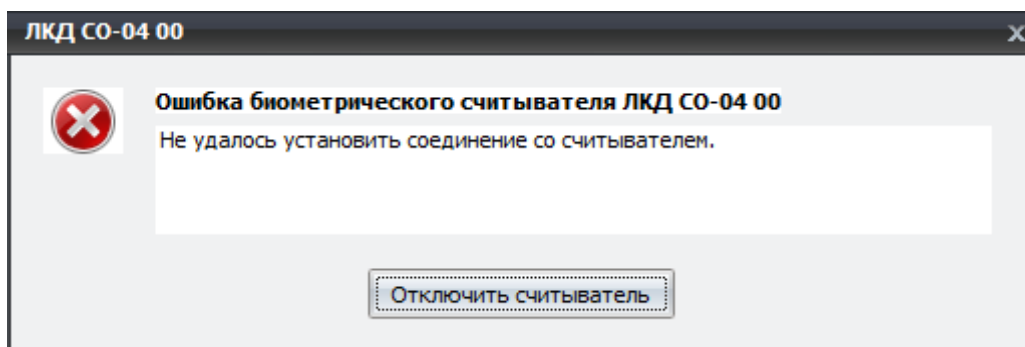 ЛКД СО-04 00
Ошибка биометрического считывателя ЛКД СО-04 00
Не удалось установить соединение со считывателем.
Отключить считыватель